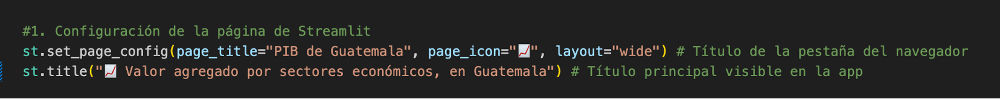 #1. Configuración de la página de Streamlit
st.set_page_config(page_title="PIB de Guatemala", page_icon="📈", layout="wide") # Título de la pestaña del navegador
st.title("📈 Valor agregado por sectores económicos, en Guatemala") # Título principal visible en la app